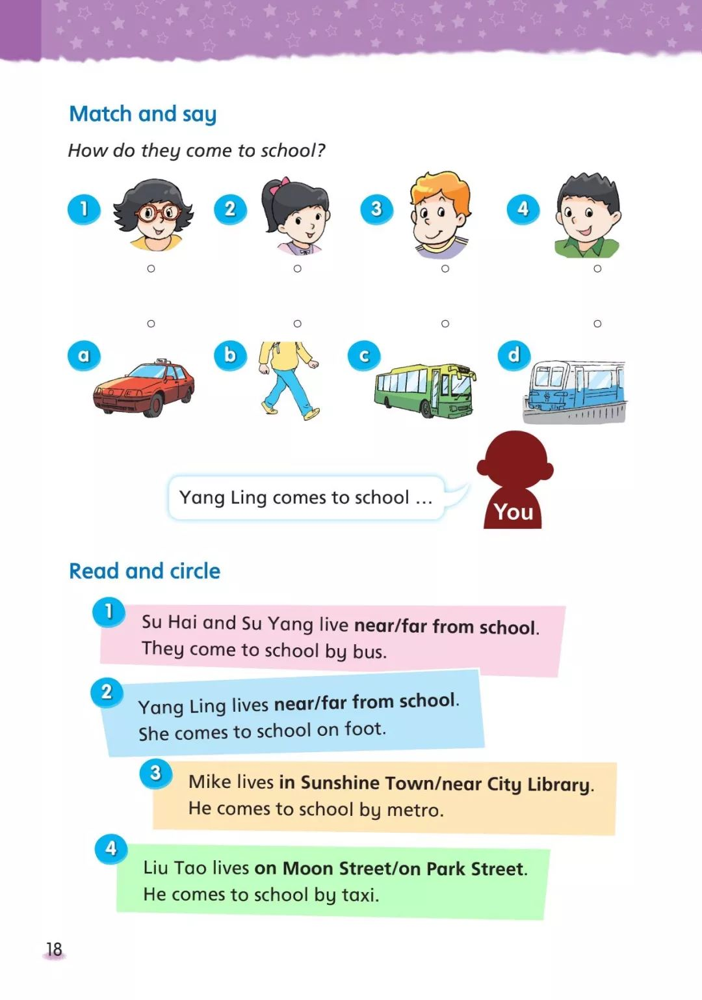 Match and say
How do they come to school?
1 2 3 4
a b c d
Yang Ling comes to school ...
You
Read and circle
1
Su Hai and Su Yang live near/far from school.
They come to school by bus.
2
Yang Ling lives near/far from school.
She comes to school on foot.
3
Mike lives in Sunshine Town/near City Library.
He comes to school by metro.
4
Liu Tao lives on Moon Street/on Park Street.
He comes to school by taxi.
18